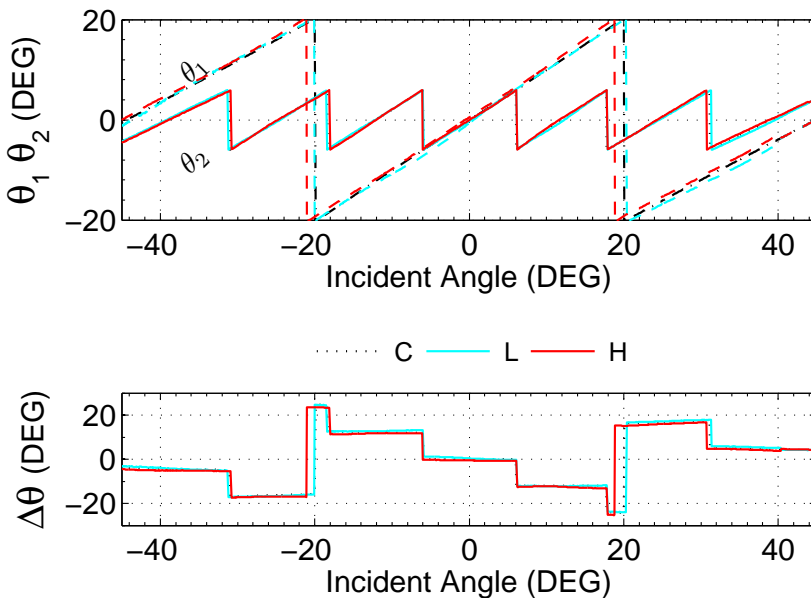 θ1 θ2 (DEG)
20
0
−20
θ1
θ2
−40 −20 0 20 40
Incident Angle (DEG)
C L H
Δθ (DEG)
20
0
−20
−40 −20 0 20 40
Incident Angle (DEG)